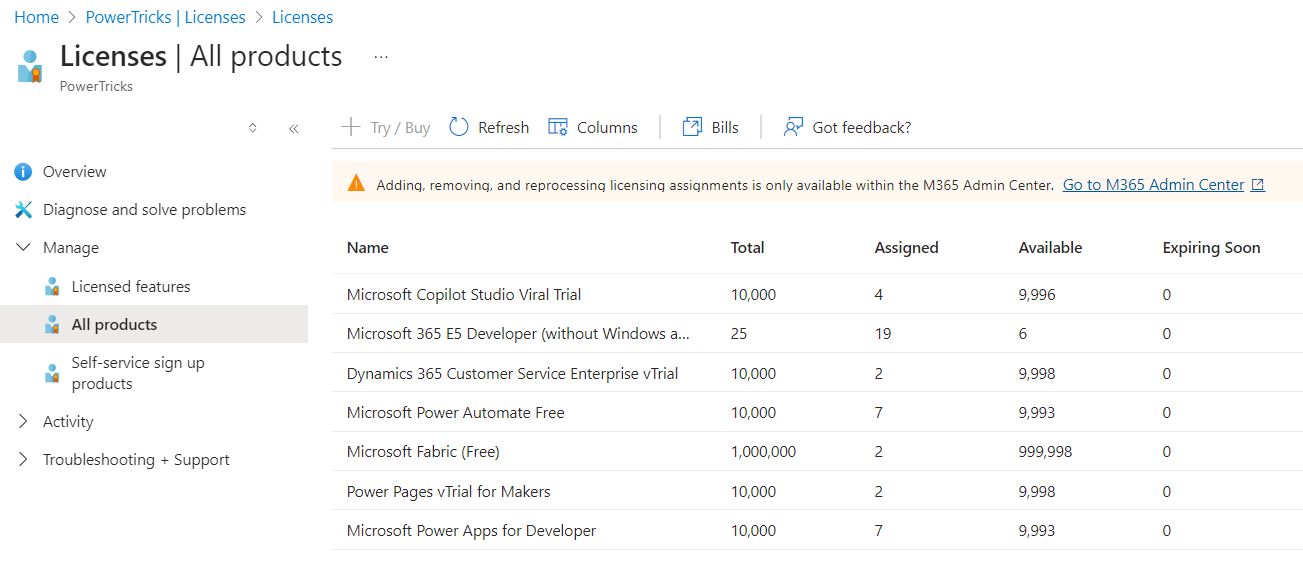 Home > PowerTricks | Licenses > Licenses
Licenses | All products ...
PowerTricks
Try / Buy Refresh Columns Bills Got feedback?
Overview
Diagnose and solve problems
Manage
Licensed features
All products
Self-service sign up
products
Activity
Troubleshooting + Support
Adding, removing, and reprocessing licensing assignments is only available within the M365 Admin Center. Go to M365 Admin Center
Name Total Assigned Available Expiring Soon
Microsoft Copilot Studio Viral Trial 10,000 4 9,996 0
Microsoft 365 E5 Developer (without Windows a... 25 19 6 0
Dynamics 365 Customer Service Enterprise vTrial 10,000 2 9,998 0
Microsoft Power Automate Free 10,000 7 9,993 0
Microsoft Fabric (Free) 1,000,000 2 999,998 0
Power Pages vTrial for Makers 10,000 2 9,998 0
Microsoft Power Apps for Developer 10,000 7 9,993 0